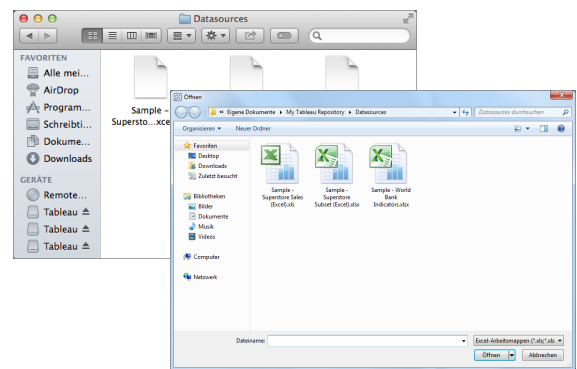 Datasources
FAVORITEN
Alle mei...
AirDrop
Program...
Schreibti...
Dokume...
Downloads
GERÄTE
Remote...
Tableau
Tableau
Tableau
Sample –
Supersto...xce
Öffnen
« Eigene Dokumente ▸ My Tableau Repository ▸ Datasources
Datasources durchsuchen
Organisieren
Neuer Ordner
Favoriten
Desktop
Downloads
Zuletzt besucht
Bibliotheken
Bilder
Dokumente
Musik
Videos
Computer
Netzwerk
Sample -
Superstore Sales
(Excel).xls
Sample -
Superstore
Subset (Excel).xlsx
Sample - World
Bank
Indicators.xlsx
Dateiname:
Excel-Arbeitsmappen (*.xls;*.xls
Öffnen
Abbrechen